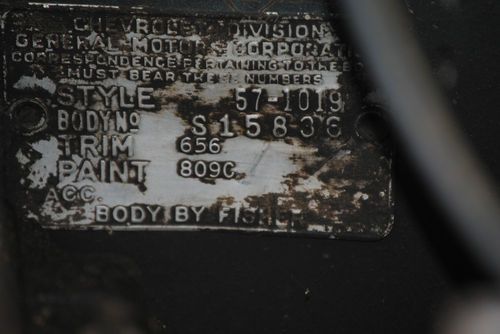 CHEVROLET DIVISION
GENERAL MOTORS CORPORATION
CORRESPONDENCE PERTAINING TO THE
MUST BEAR THESE NUMBERS
STYLE 57-1019
BODY NO S15836
TRIM 656
PAINT 809C
ACC.
BODY BY FISHER